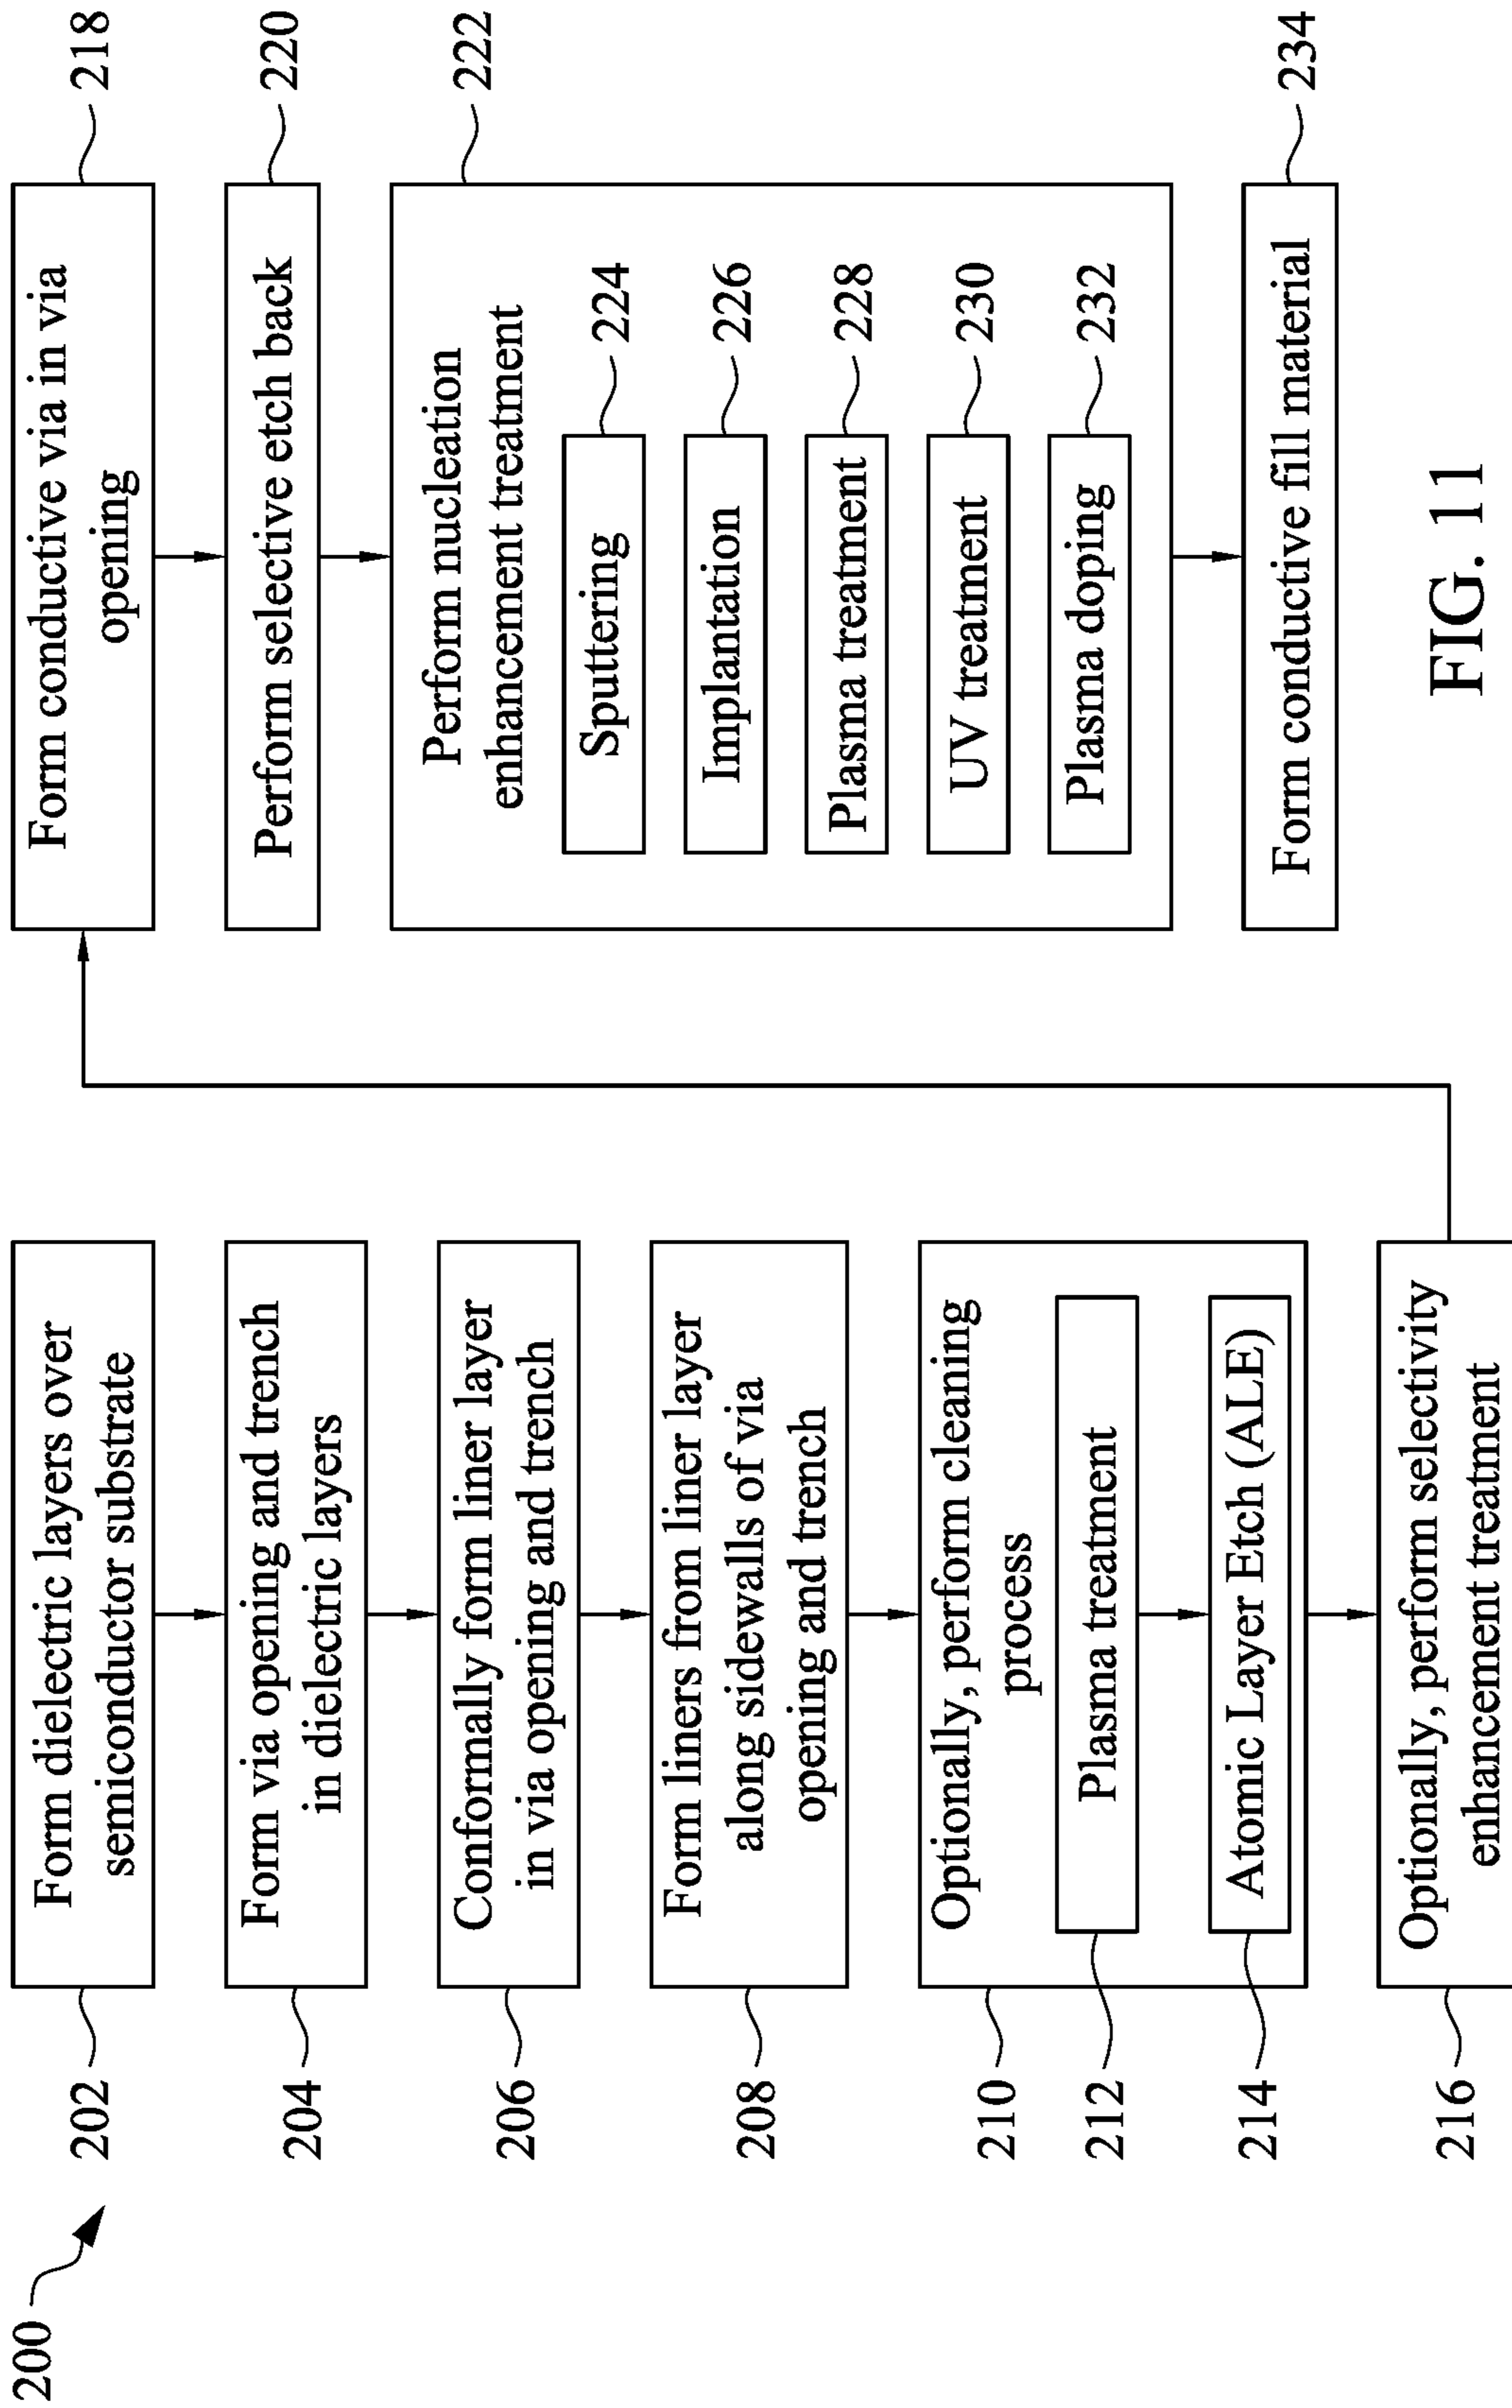 200
202
Form dielectric layers over
semiconductor substrate
204
Form via opening and trench
in dielectric layers
206
Conformally form liner layer
in via opening and trench
208
Form liners from liner layer
along sidewalls of via
opening and trench
210
Optionally, perform cleaning
process
212
Plasma treatment
214
Atomic Layer Etch (ALE)
216
Optionally, perform selectivity
enhancement treatment
Form conductive via in via
opening
218
Perform selective etch back
220
Perform nucleation
enhancement treatment
222
Sputtering
224
Implantation
226
Plasma treatment
228
UV treatment
230
Plasma doping
232
Form conductive fill material
234
FIG. 11